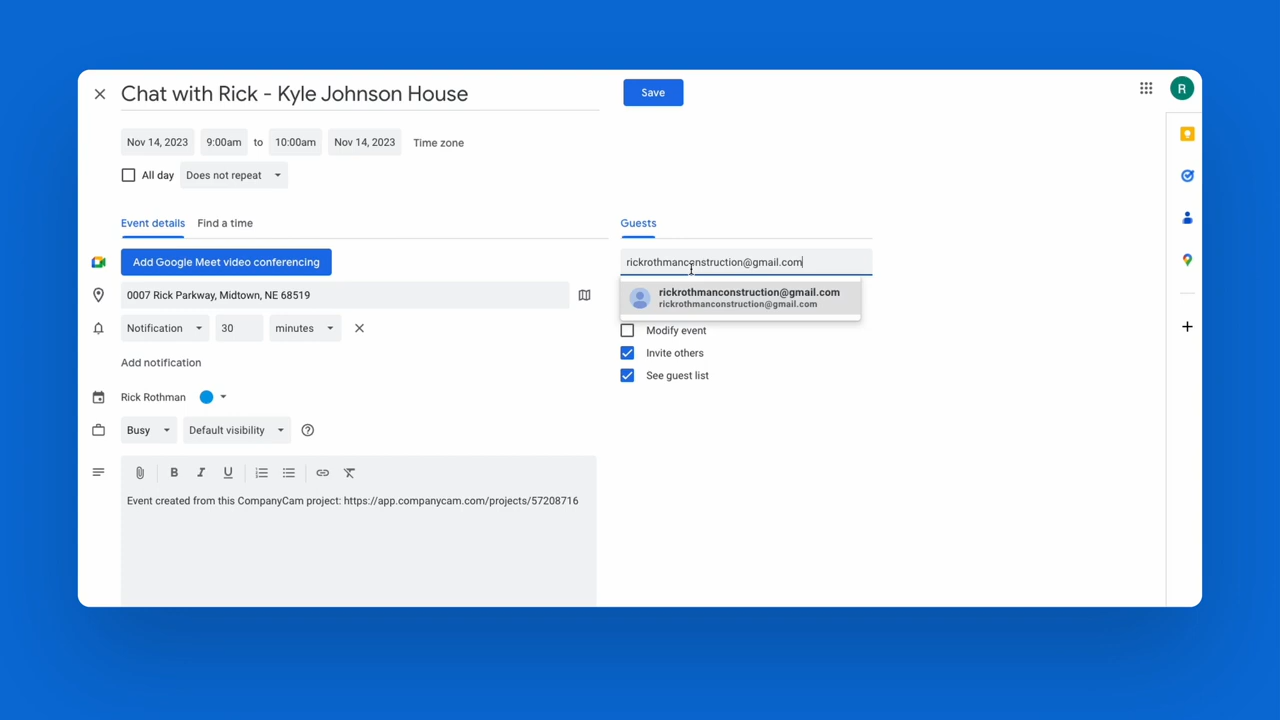 Chat with Rick - Kyle Johnson House
Save
R
Nov 14, 2023 9:00am to 10:00am Nov 14, 2023 Time zone
All day Does not repeat
Event details Find a time
Guests
Add Google Meet video conferencing
rickrothmanconstruction@gmail.com
0007 Rick Parkway, Midtown, NE 68519
rickrothmanconstruction@gmail.com
rickrothmanconstruction@gmail.com
Notification 30 minutes
Modify event
Invite others
Add notification
See guest list
Rick Rothman
Busy Default visibility
B I U
Event created from this CompanyCam project: https://app.companycam.com/projects/57208716